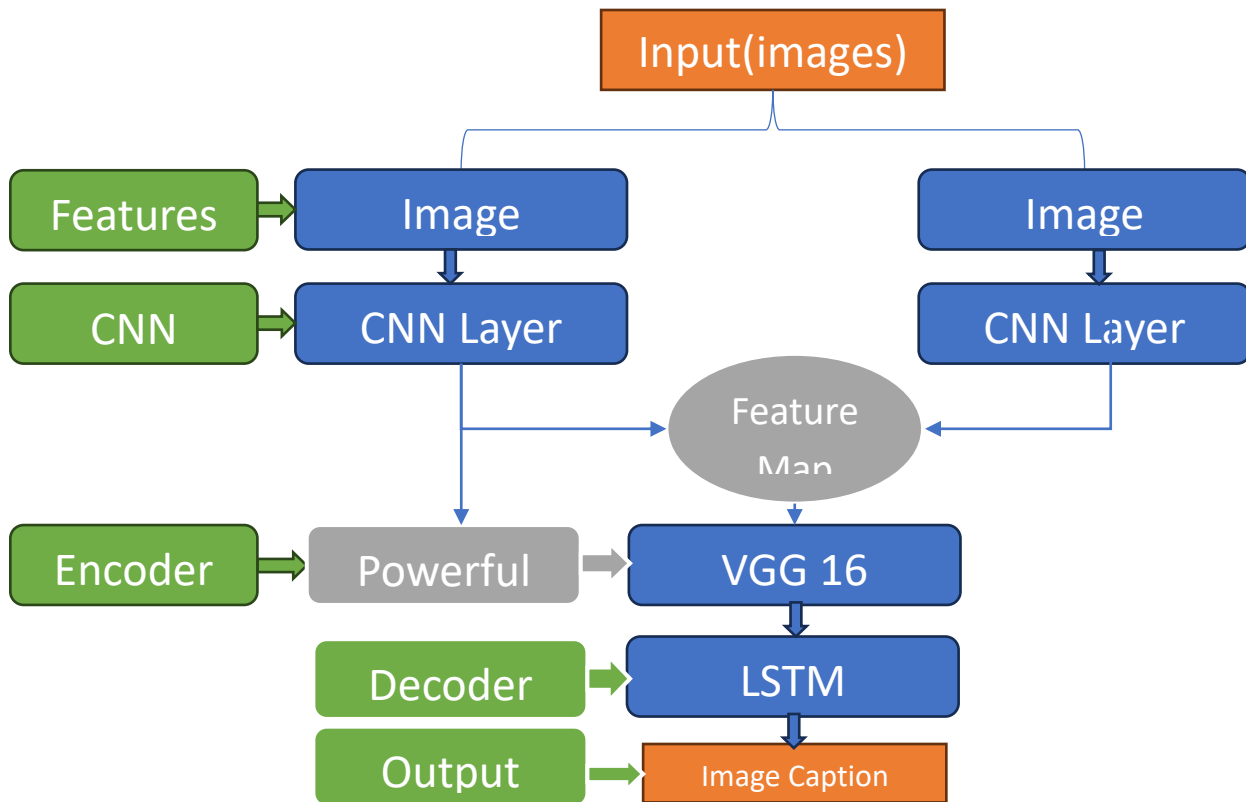 Input(images)
Features
Image
Image
CNN
CNN Layer
CNN Layer
Feature
Map
Encoder
Powerful
VGG 16
Decoder
LSTM
Output
Image Caption